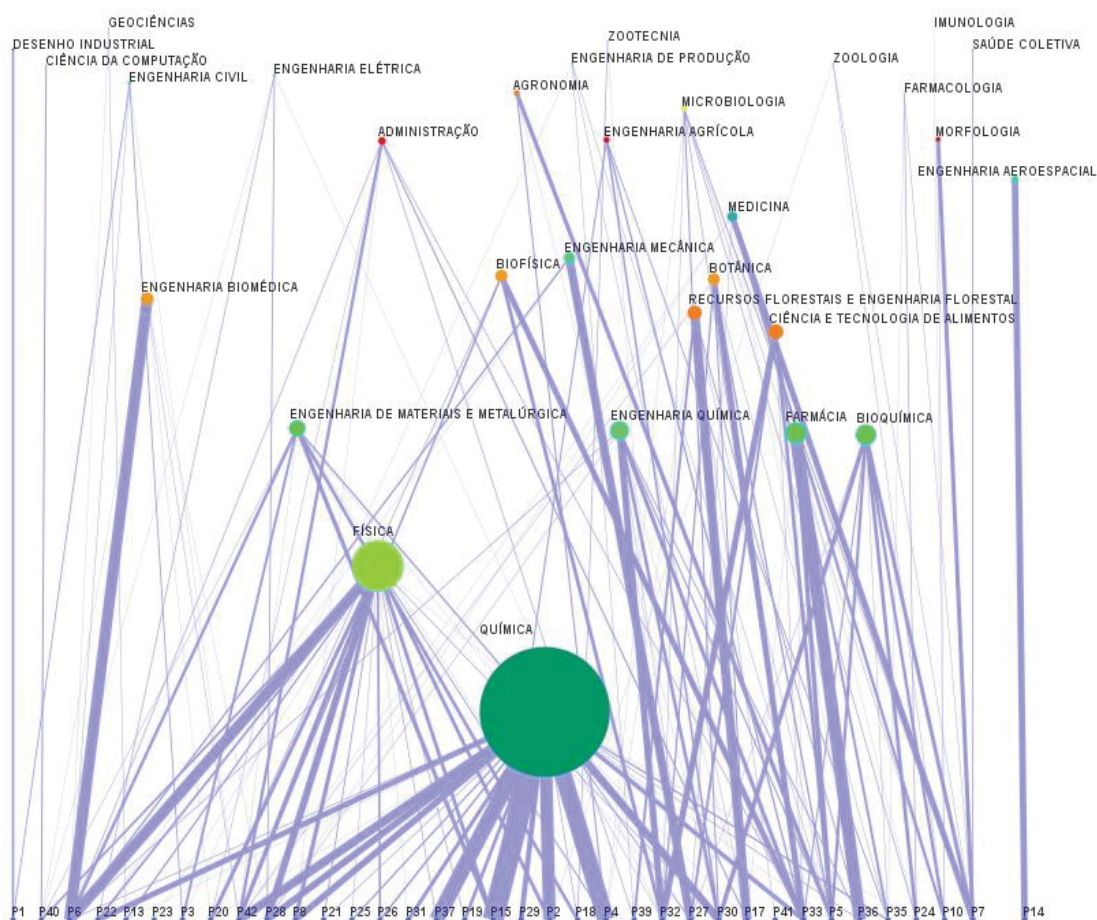 GEOCIÊNCIAS
IMUNOLOGIA
DESENHO INDUSTRIAL
ZOOTECNIA
SAÚDE COLETIVA
CIÊNCIA DA COMPUTAÇÃO
ENGENHARIA DE PRODUÇÃO
ZOOLOGIA
ENGENHARIA CIVIL
ENGENHARIA ELÉTRICA
AGRONOMIA
FARMACOLOGIA
MICROBIOLOGIA
ADMINISTRAÇÃO
ENGENHARIA AGRÍCOLA
MORFOLOGIA
ENGENHARIA AEROESPACIAL
MEDICINA
ENGENHARIA MECÂNICA
BIOFÍSICA
BOTÂNICA
ENGENHARIA BIOMÉDICA
RECURSOS FLORESTAIS E ENGENHARIA FLORESTAL
CIÊNCIA E TECNOLOGIA DE ALIMENTOS
ENGENHARIA DE MATERIAIS E METALÚRGICA
ENGENHARIA QUÍMICA
FARMÁCIA
BIOQUÍMICA
FÍSICA
QUÍMICA
P1 P40 P6 P22 P13 P23 P3 P20 P42 P28 P8 P21 P25 P26 P31 P37 P19 P15 P29 P2 P18 P4 P39 P32 P27 P30 P17 P41 P33 P5 P36 P35 P24 P10 P7 P14